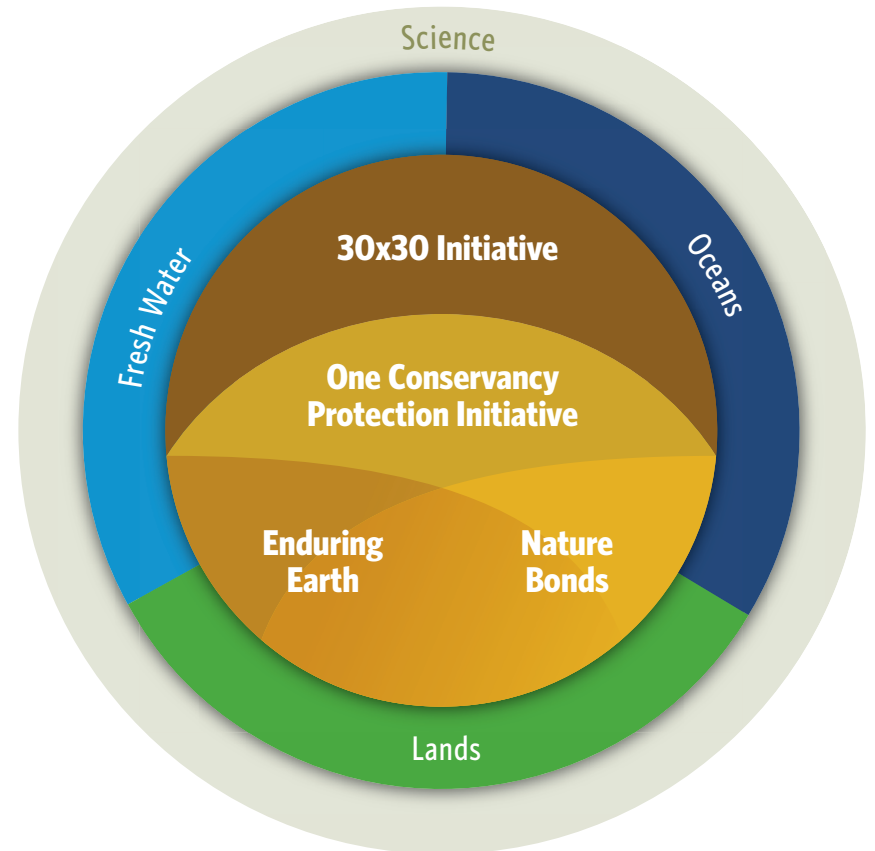 Science
Fresh Water
Oceans
30x30 Initiative
One Conservancy
Protection Initiative
Enduring
Earth
Nature
Bonds
Lands